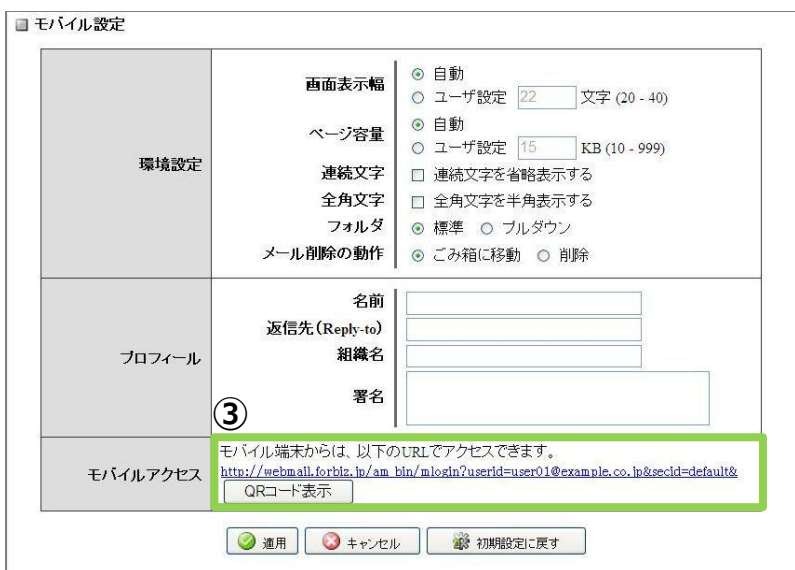 モバイル設定
環境設定
画面表示幅
自動
ユーザ設定 22 文字 (20 - 40)
ページ容量
自動
ユーザ設定 15 KB (10 - 999)
連続文字
連続文字を省略表示する
全角文字
全角文字を半角表示する
フォルダ
標準 プルダウン
メール削除の動作
ごみ箱に移動 削除
プロフィール
名前
返信先(Reply-to)
組織名
署名
③
モバイルアクセス
モバイル端末からは、以下のURLでアクセスできます。
http://webmail.forbiz.jp/am_bin/mlogin?userid=user01@example.co.jp&secid=default&
QRコード表示
適用 キャンセル 初期設定に戻す